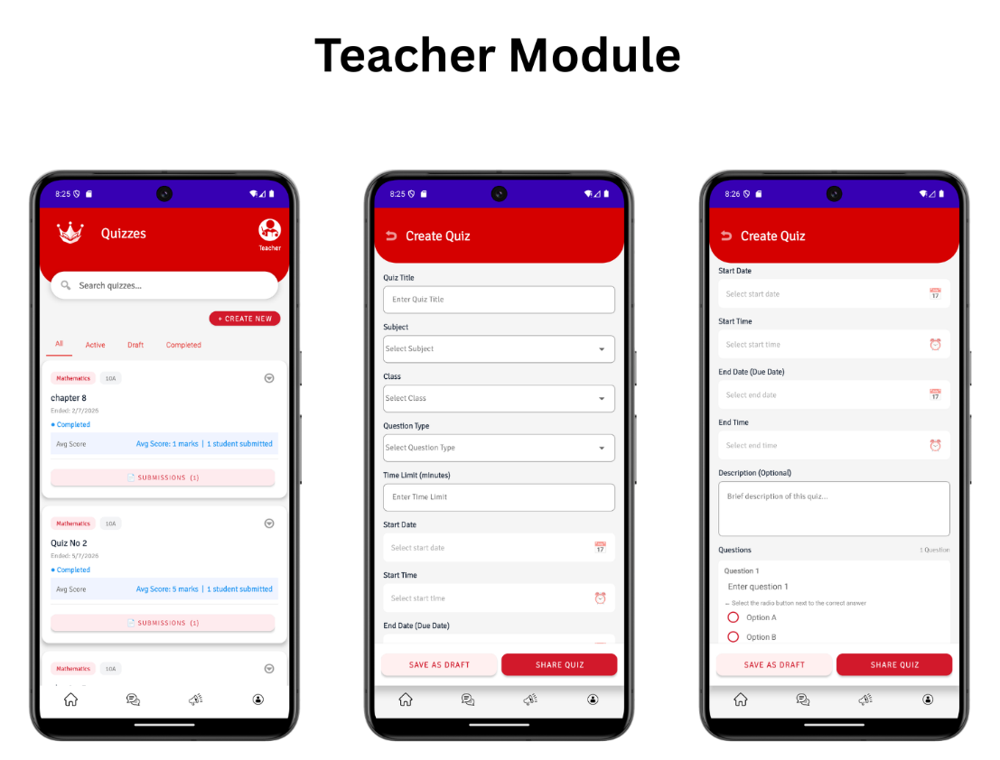 Teacher Module
8:25
Quizzes
Teacher
Search quizzes...
+ CREATE NEW
All Active Draft Completed
Mathematics 10A
chapter 8
Ended: 2/7/2026
• Completed
Avg Score Avg Score: 1 marks | 1 student submitted
SUBMISSIONS (1)
Mathematics 10A
Quiz No 2
Ended: 5/7/2026
• Completed
Avg Score Avg Score: 5 marks | 1 student submitted
SUBMISSIONS (1)
Mathematics 10A
8:25
Create Quiz
Quiz Title
Enter Quiz Title
Subject
Select Subject
Class
Select Class
Question Type
Select Question Type
Time Limit (minutes)
Enter Time Limit
Start Date
Select start date
17
Start Time
Select start time
End Date (Due Date)
SAVE AS DRAFT SHARE QUIZ
8:26
Create Quiz
Start Date
Select start date
17
Start Time
Select start time
End Date (Due Date)
Select end date
17
End Time
Select end time
Description (Optional)
Brief description of this quiz...
Questions 1 Question
Question 1
Enter question 1
← Select the radio button next to the correct answer
Option A
Option B
SAVE AS DRAFT SHARE QUIZ